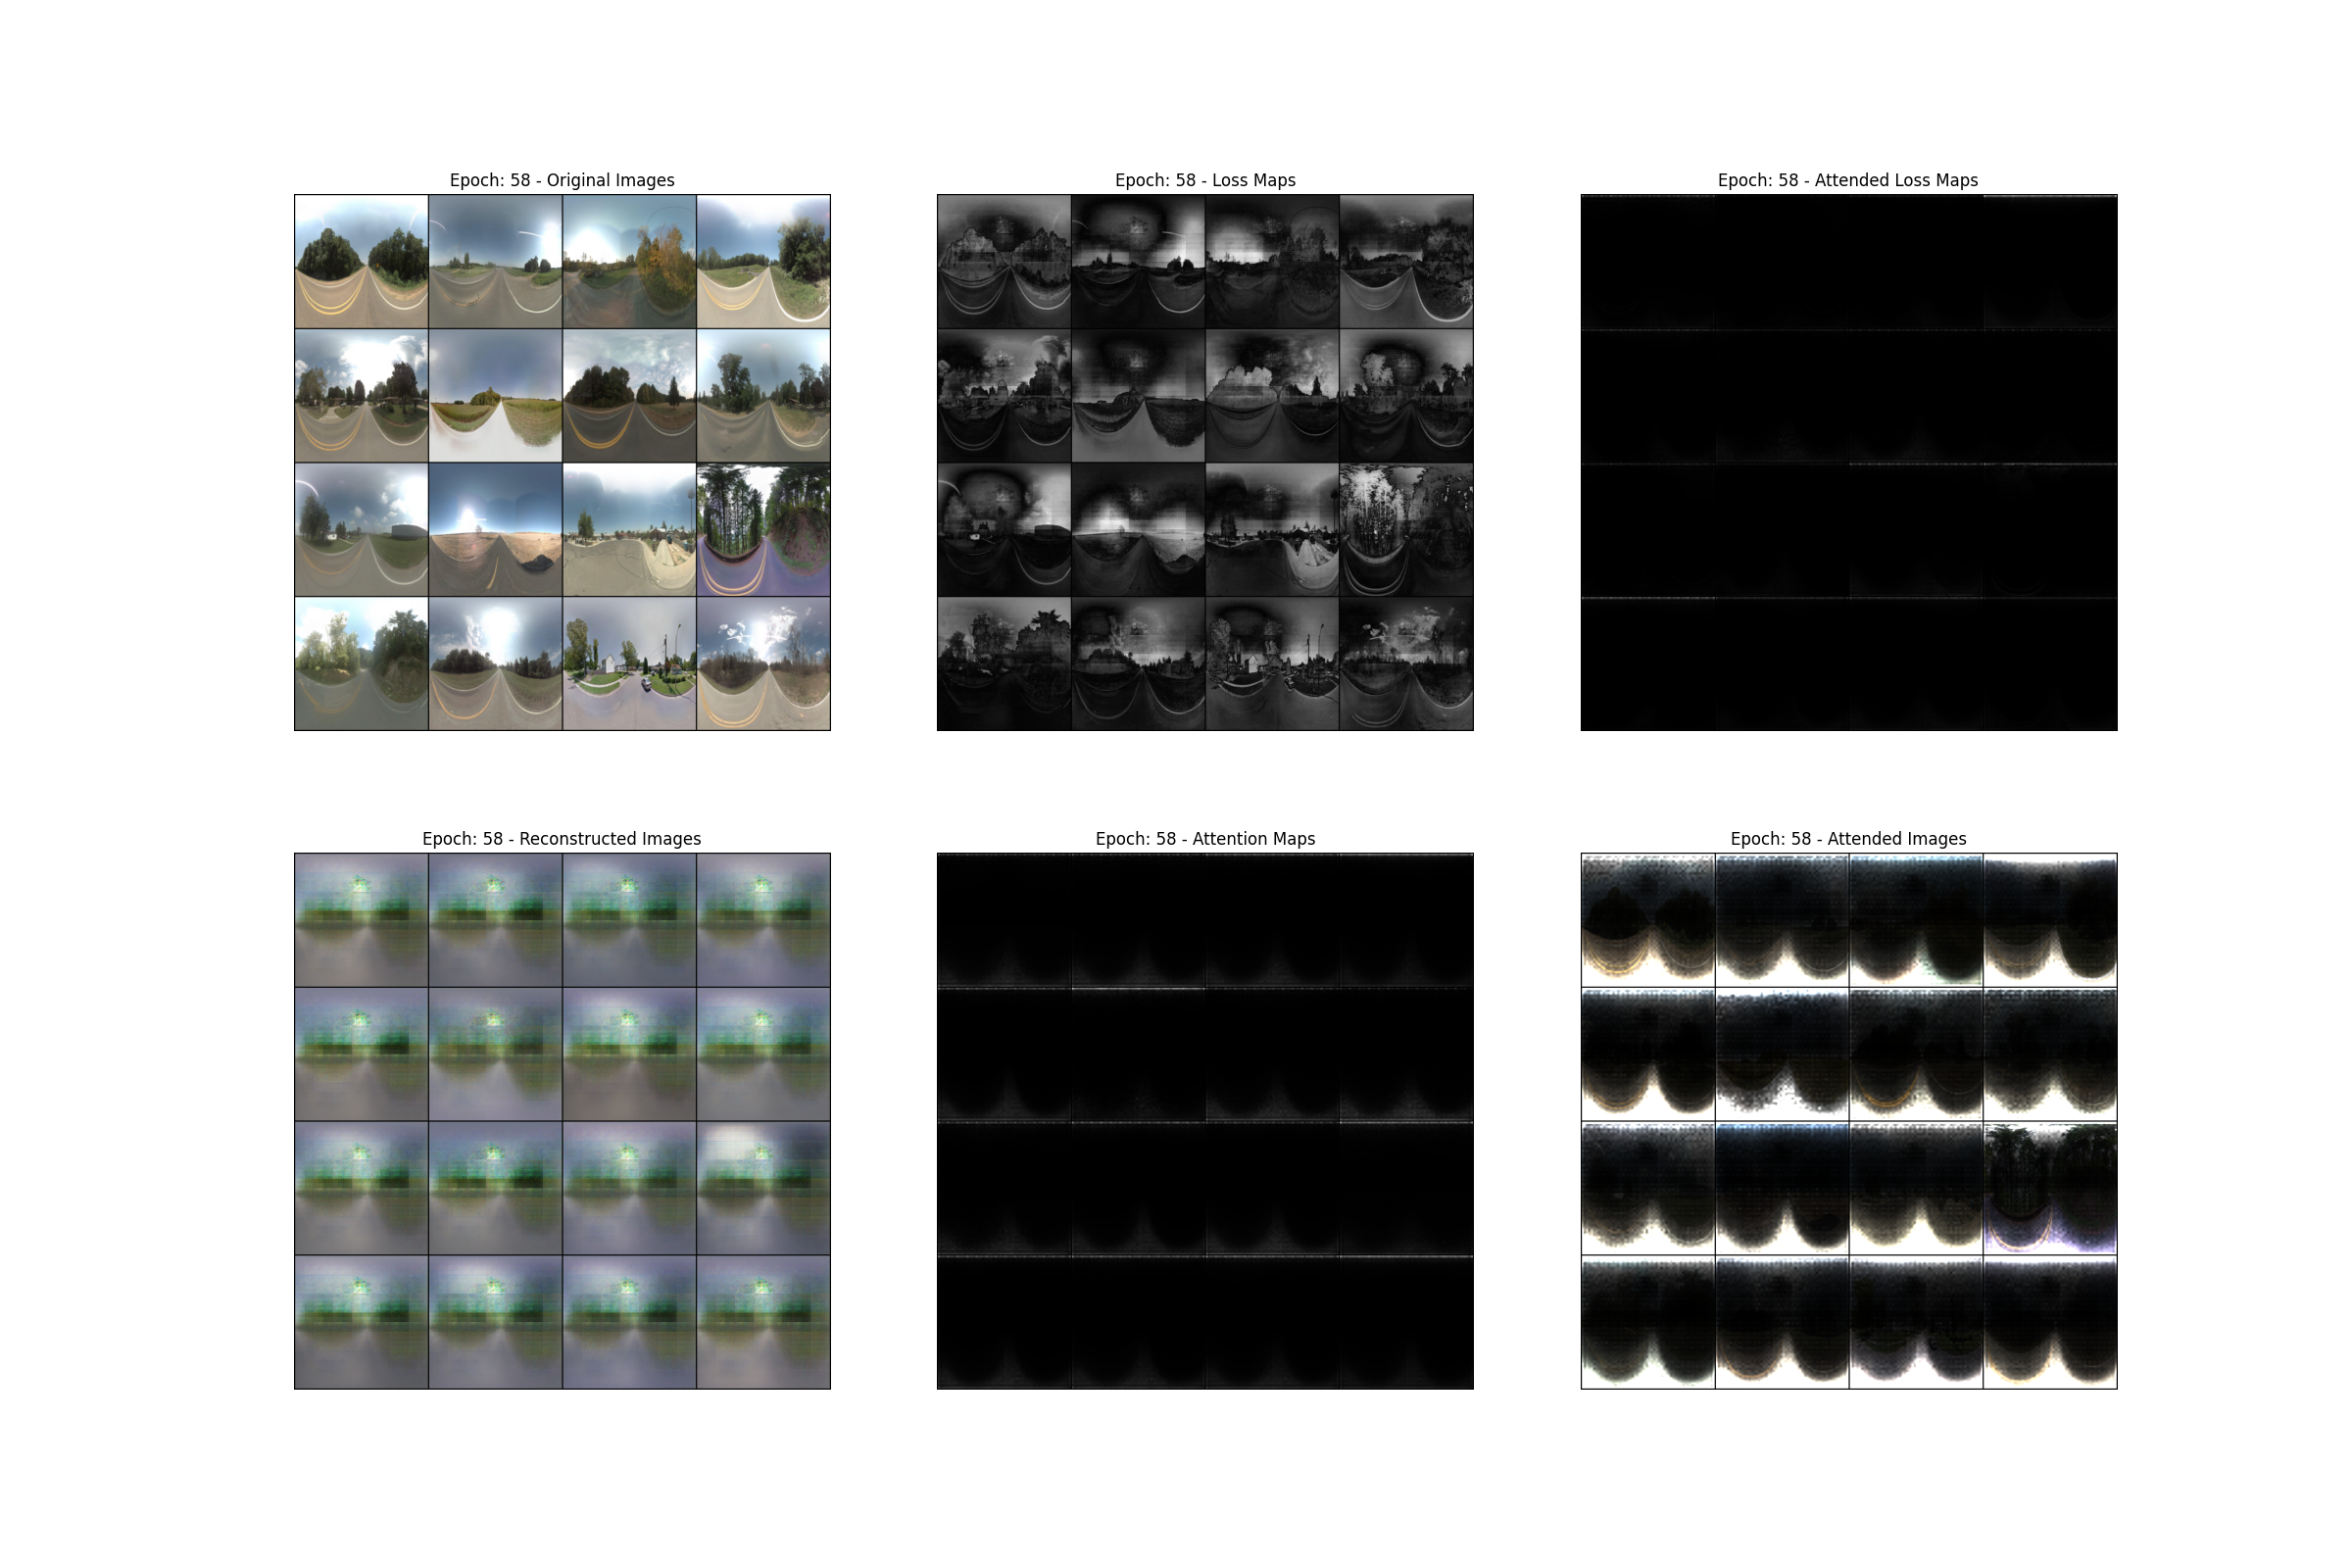 Epoch: 58 - Original Images
Epoch: 58 - Loss Maps
Epoch: 58 - Attended Loss Maps
Epoch: 58 - Reconstructed Images
Epoch: 58 - Attention Maps
Epoch: 58 - Attended Images